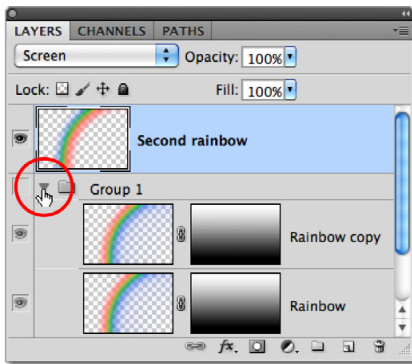 LAYERS CHANNELS PATHS
Screen Opacity: 100%
Lock: Fill: 100%
Second rainbow
Group 1
Rainbow copy
Rainbow
fx.